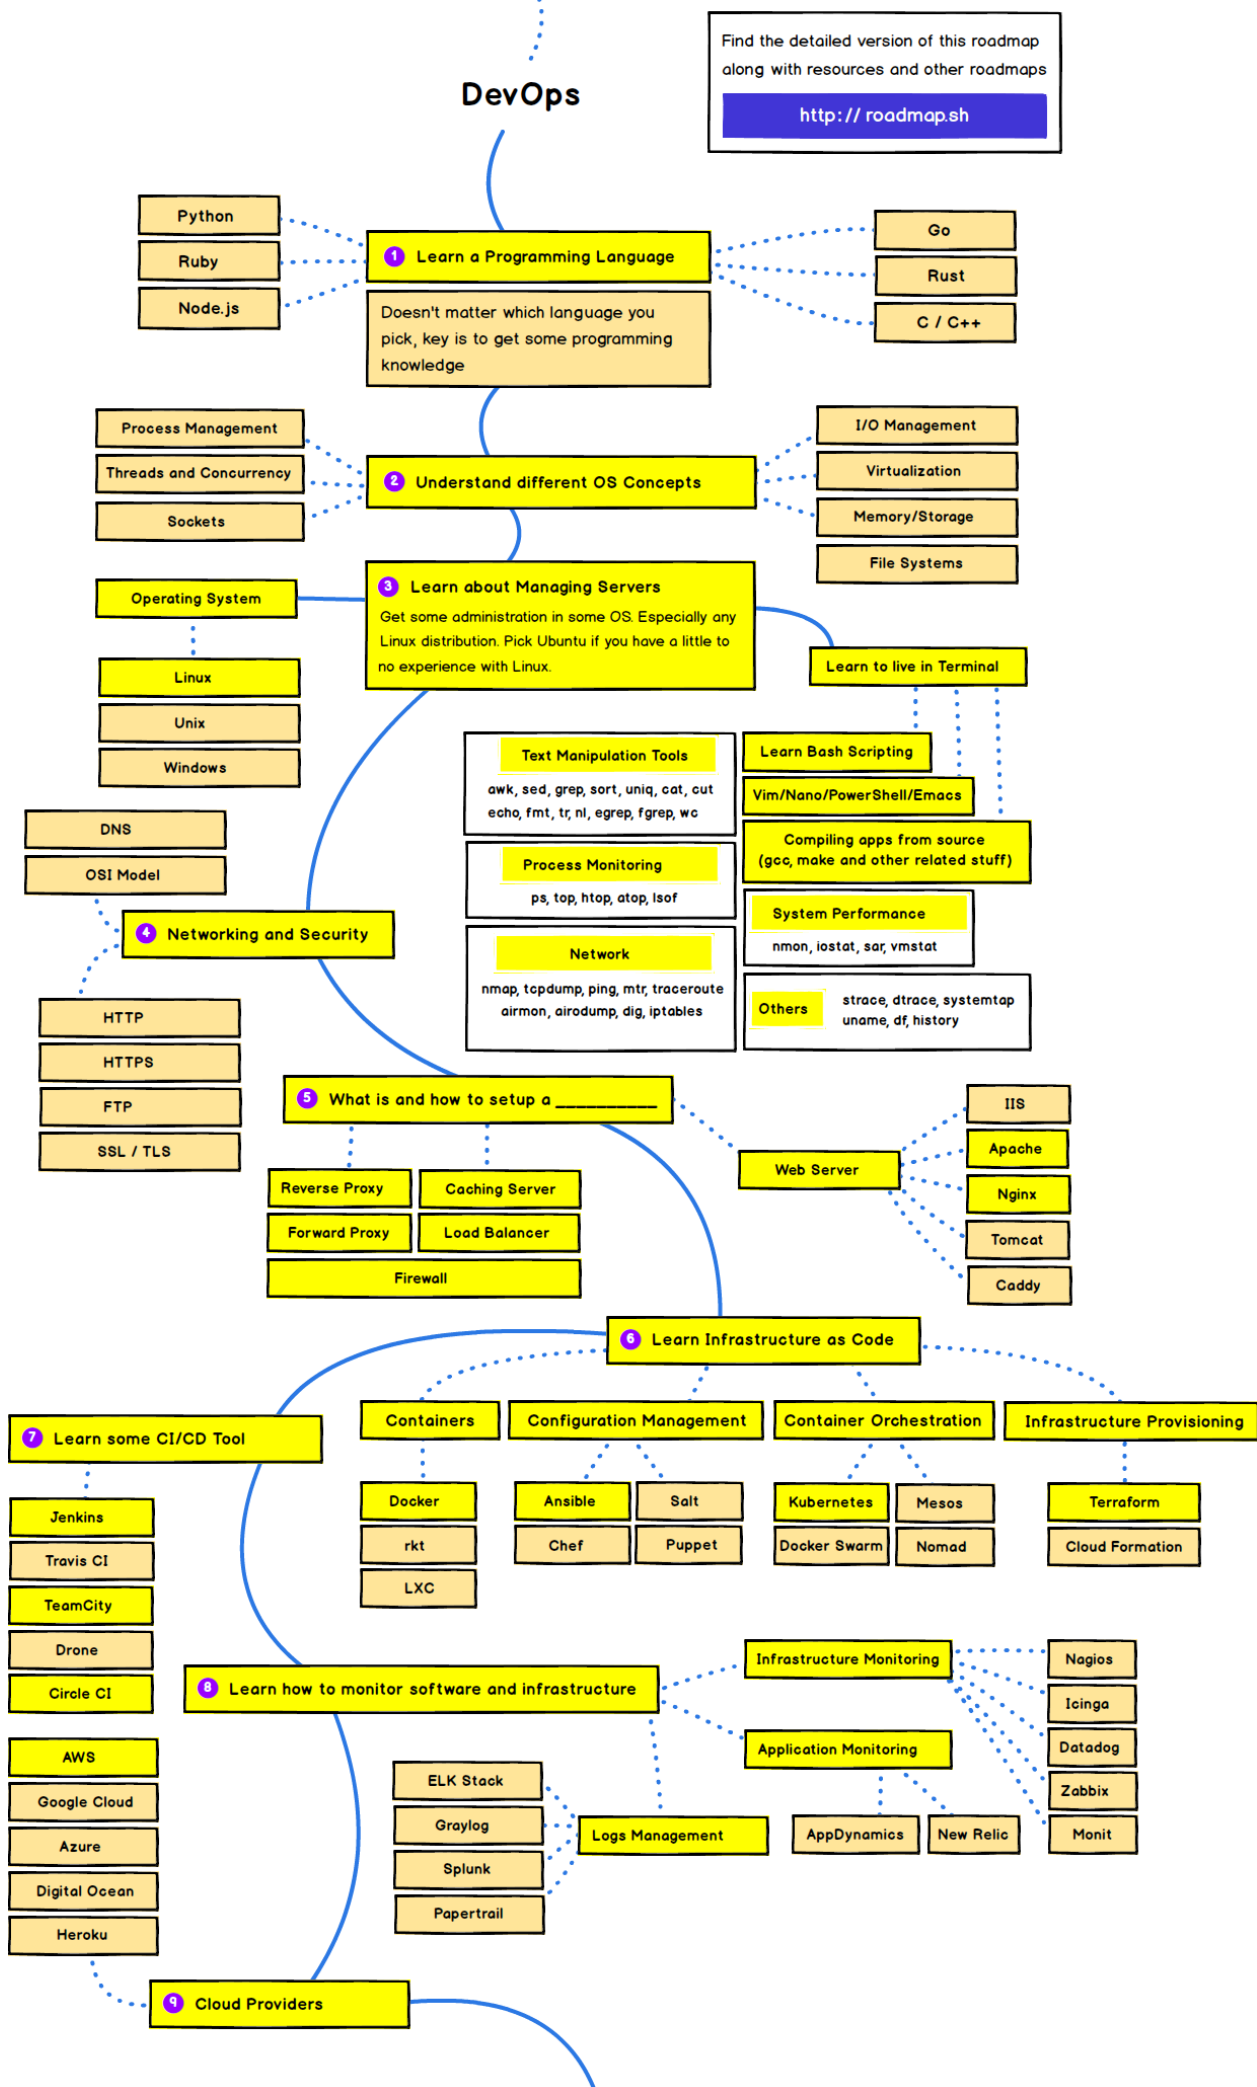 Find the detailed version of this roadmap
along with resources and other roadmaps
http: // roadmap.sh
DevOps
Python
Ruby
Node.js
1 Learn a Programming Language
Doesn't matter which language you
pick, key is to get some programming
knowledge
Go
Rust
C / C++
Process Management
Threads and Concurrency
Sockets
2 Understand different OS Concepts
I/O Management
Virtualization
Memory/Storage
File Systems
3 Learn about Managing Servers
Get some administration in some OS. Especially any
Linux distribution. Pick Ubuntu if you have a little to
no experience with Linux.
Operating System
Linux
Unix
Windows
Learn to live in Terminal
Learn Bash Scripting
Vim/Nano/PowerShell/Emacs
Compiling apps from source
(gcc, make and other related stuff)
Text Manipulation Tools
awk, sed, grep, sort, uniq, cat, cut
echo, fmt, tr, nl, egrep, fgrep, wc
Process Monitoring
ps, top, htop, atop, lsof
System Performance
nmon, iostat, sar, vmstat
Network
nmap, tcpdump, ping, mtr, traceroute
airmon, airodump, dig, iptables
Others
strace, dtrace, systemtap
uname, df, history
DNS
OSI Model
4 Networking and Security
HTTP
HTTPS
FTP
SSL / TLS
5 What is and how to setup a __________
Reverse Proxy
Caching Server
Forward Proxy
Load Balancer
Firewall
Web Server
IIS
Apache
Nginx
Tomcat
Caddy
6 Learn Infrastructure as Code
Containers
Docker
rkt
LXC
Configuration Management
Ansible
Salt
Chef
Puppet
Container Orchestration
Kubernetes
Mesos
Docker Swarm
Nomad
Infrastructure Provisioning
Terraform
Cloud Formation
7 Learn some CI/CD Tool
Jenkins
Travis CI
TeamCity
Drone
Circle CI
8 Learn how to monitor software and infrastructure
Infrastructure Monitoring
Nagios
Icinga
Datadog
Zabbix
Monit
Application Monitoring
AppDynamics
New Relic
Logs Management
ELK Stack
Graylog
Splunk
Papertrail
AWS
Google Cloud
Azure
Digital Ocean
Heroku
9 Cloud Providers